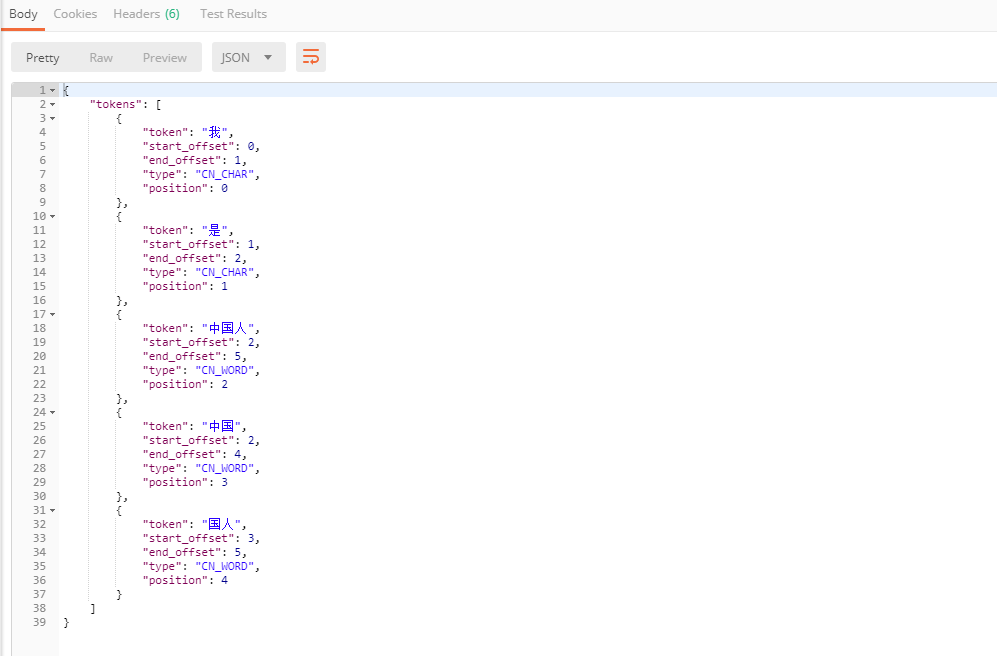 Body Cookies Headers (6) Test Results
Pretty Raw Preview JSON
1 {
2 "tokens": [
3 {
4 "token": "我",
5 "start_offset": 0,
6 "end_offset": 1,
7 "type": "CN_CHAR",
8 "position": 0
9 },
10 {
11 "token": "是",
12 "start_offset": 1,
13 "end_offset": 2,
14 "type": "CN_CHAR",
15 "position": 1
16 },
17 {
18 "token": "中国人",
19 "start_offset": 2,
20 "end_offset": 5,
21 "type": "CN_WORD",
22 "position": 2
23 },
24 {
25 "token": "中国",
26 "start_offset": 2,
27 "end_offset": 4,
28 "type": "CN_WORD",
29 "position": 3
30 },
31 {
32 "token": "国人",
33 "start_offset": 3,
34 "end_offset": 5,
35 "type": "CN_WORD",
36 "position": 4
37 }
38 ]
39 }